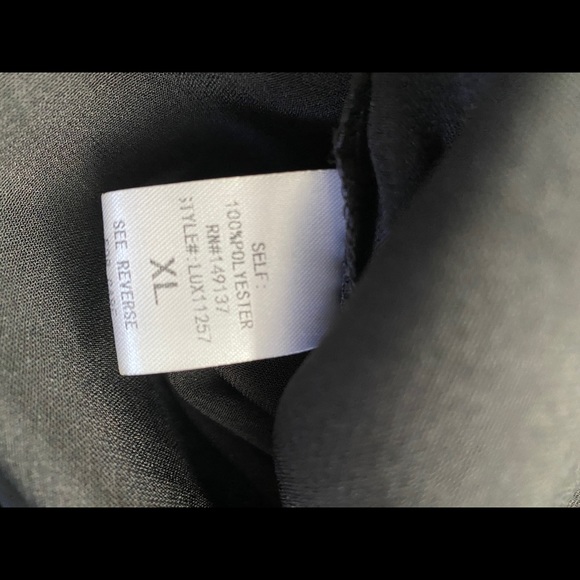 SELF:
100%POLYESTER
RN#149137
STYLE#:LUX11257
XL
SEE REVERSE